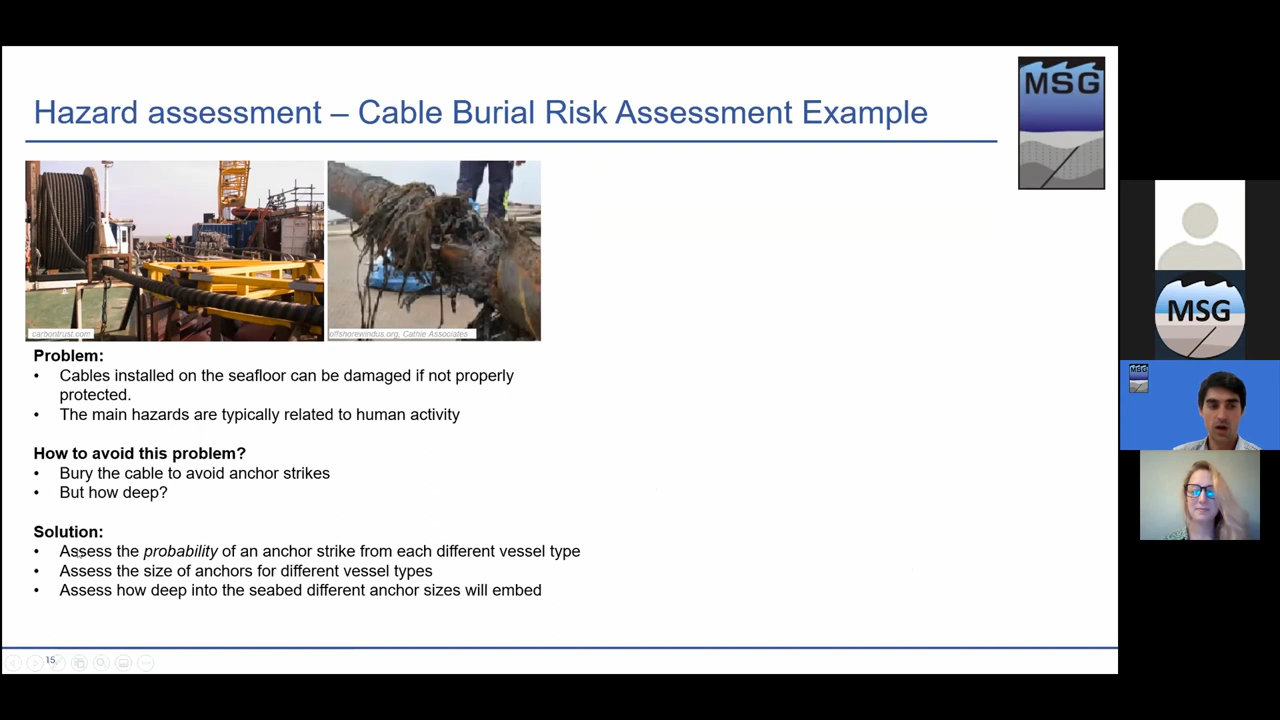 Hazard assessment – Cable Burial Risk Assessment Example
MSG
carbontrust.com
offshorewindus.org, Cathie Associates
Problem:
• Cables installed on the seafloor can be damaged if not properly
protected.
• The main hazards are typically related to human activity
How to avoid this problem?
• Bury the cable to avoid anchor strikes
• But how deep?
Solution:
• Assess the probability of an anchor strike from each different vessel type
• Assess the size of anchors for different vessel types
• Assess how deep into the seabed different anchor sizes will embed
15
MSG
MSG